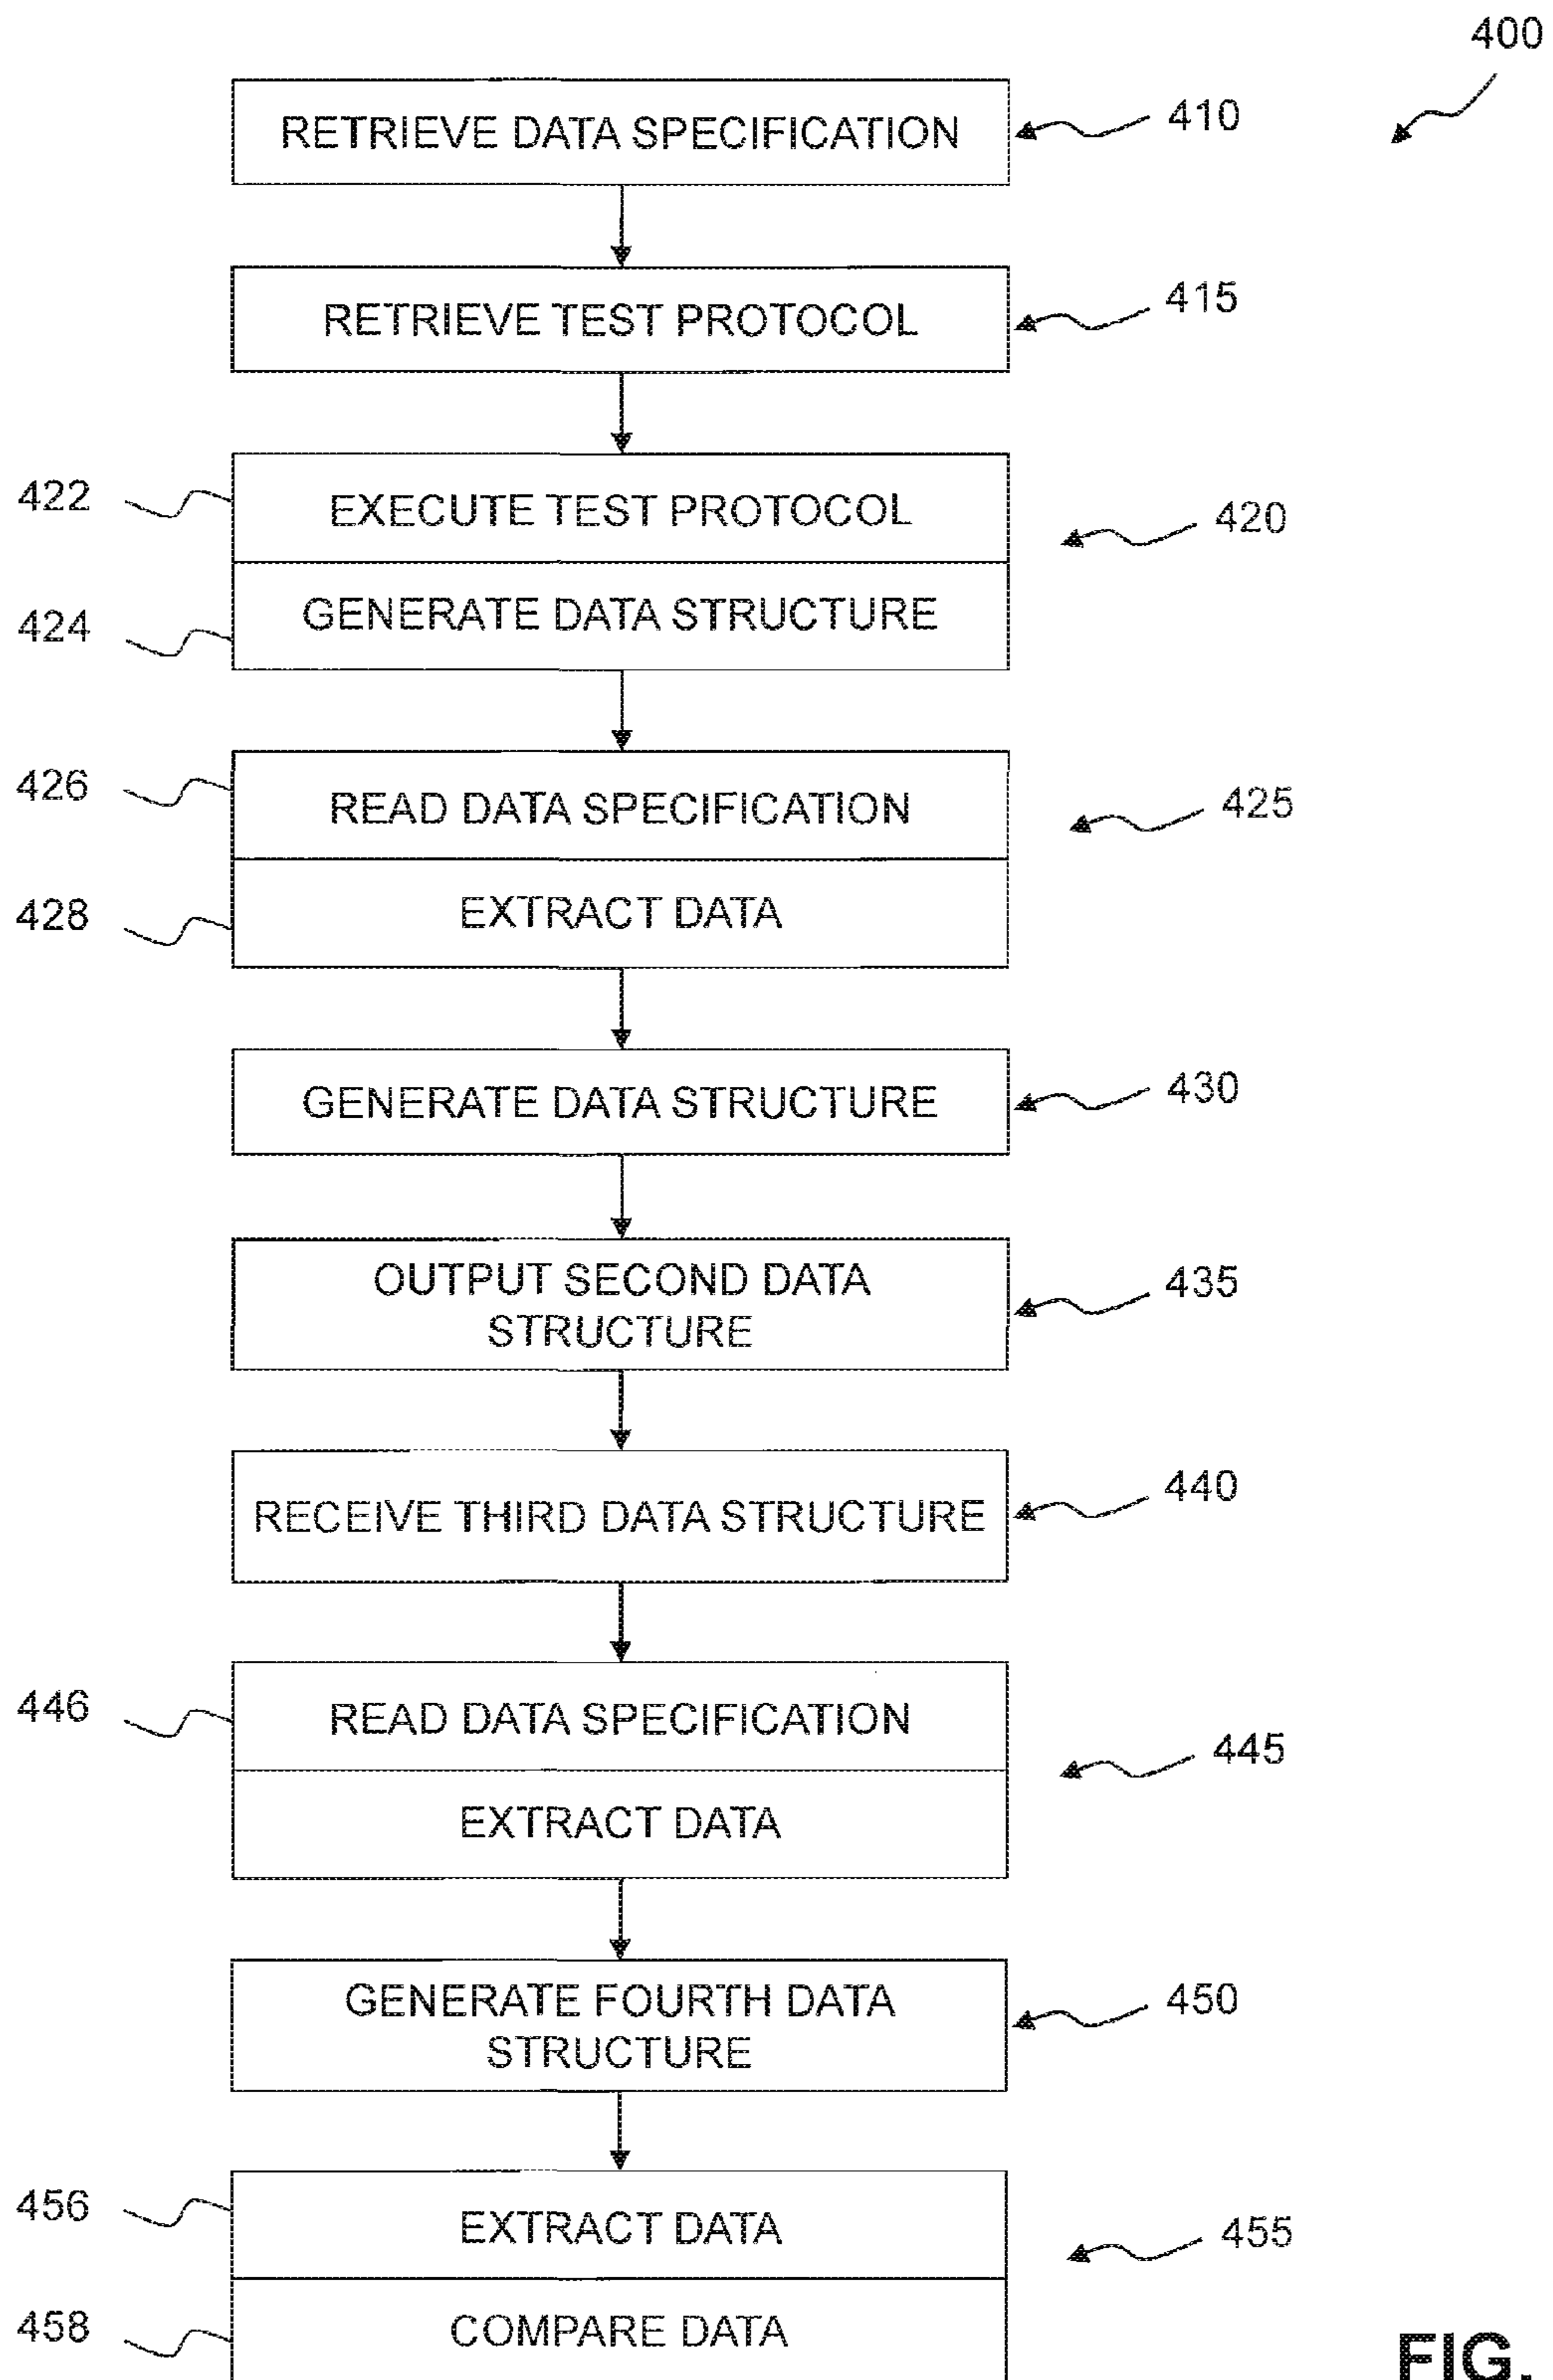 400
RETRIEVE DATA SPECIFICATION
410
RETRIEVE TEST PROTOCOL
415
422
EXECUTE TEST PROTOCOL
420
424
GENERATE DATA STRUCTURE
426
READ DATA SPECIFICATION
425
428
EXTRACT DATA
GENERATE DATA STRUCTURE
430
OUTPUT SECOND DATA
STRUCTURE
435
RECEIVE THIRD DATA STRUCTURE
440
446
READ DATA SPECIFICATION
445
EXTRACT DATA
GENERATE FOURTH DATA
STRUCTURE
450
456
EXTRACT DATA
455
458
COMPARE DATA
FIG.